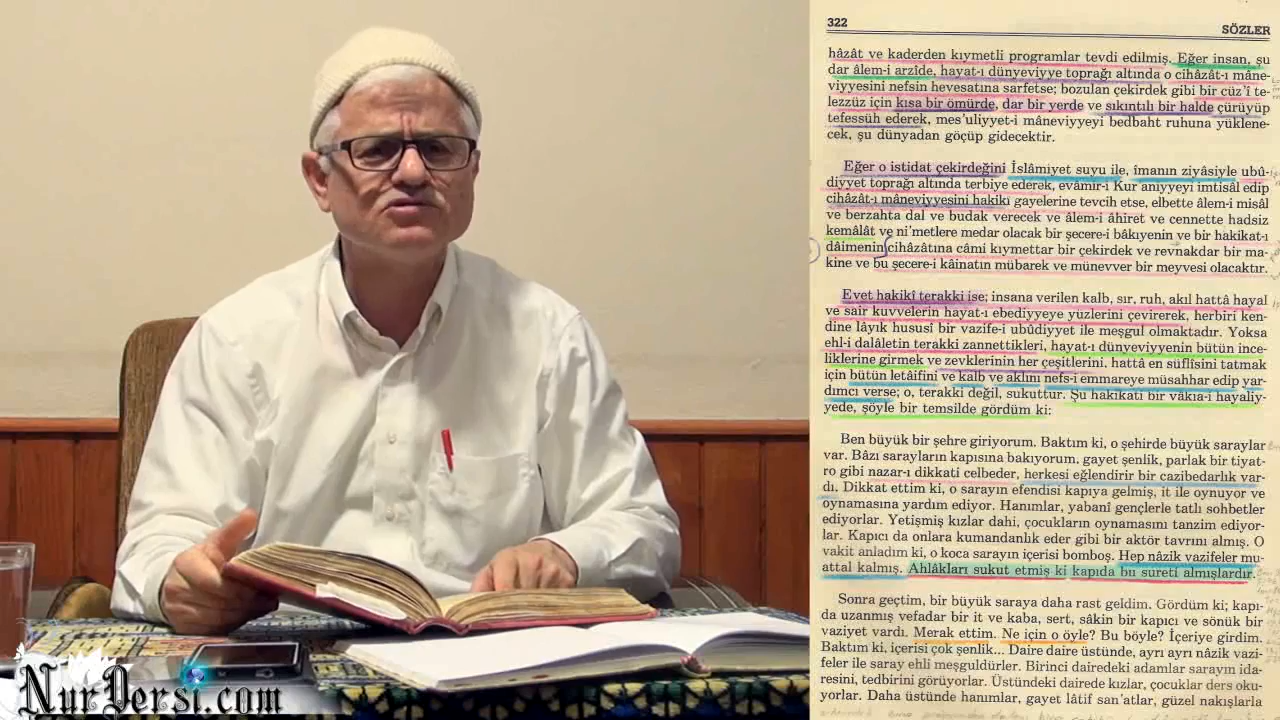 322
SÖZLER
hâzât ve kaderden kıymetli programlar tevdi edilmiş. Eğer insan, şu
dar âlem-i arzîde, hayat-ı dünyeviyye toprağı altında o cihâzât-ı mâne-
viyyesini nefsin hevesatına sarfetse; bozulan çekirdek gibi bir cüz'î te-
lezzüz için kısa bir ömürde, dar bir yerde ve sıkıntılı bir halde çürüyüp
tefessüh ederek, mes'uliyyet-i mâneviyyeyi bedbaht ruhuna yüklene-
cek, şu dünyadan göçüp gidecektir.
Eğer o istidat çekirdeğini İslâmiyet suyu ile, îmanın ziyâsiyle ubû-
diyyet toprağı altında terbiye ederek, evâmir-i Kur'aniyyeyi imtisâl edip
cihâzât-ı mâneviyyesini hakikî gayelerine tevcih etse, elbette âlem-i misâl
ve berzahta dal ve budak verecek ve âlem-i âhiret ve cennette hadsiz
kemâlât ve ni'metlere medar olacak bir şecere-i bâkıyenin ve bir hakikat-ı
dâimenin cihâzâtına câmi kıymettar bir çekirdek ve revnakdar bir ma-
kine ve bu şecere-i kâinatın mübarek ve münevver bir meyvesi olacaktır.
Evet hakikî terakki ise; insana verilen kalb, sır, ruh, akıl hattâ hayal
ve sair kuvvelerin hayat-ı ebediyyeye yüzlerini çevirerek, herbiri ken-
dine lâyık hususî bir vazife-i ubûdiyyet ile meşgul olmaktadır. Yoksa
ehl-i dalâletin terakki zannettikleri, hayat-ı dünyeviyyenin bütün ince-
liklerine girmek ve zevklerinin her çeşitlerini, hattâ en süflîsini tatmak
için bütün letâifini ve kalb ve aklını nefs-i emmareye müsahhar edip yar-
dımcı verse; o, terakki değil, sukuttur. Şu hakikati bir vâkıa-i hayaliy-
yede, şöyle bir temsilde gördüm ki:
Ben büyük bir şehre giriyorum. Baktım ki, o şehirde büyük saraylar
var. Bâzı sarayların kapısına bakıyorum, gayet şenlik, parlak bir tiyat-
ro gibi nazar-ı dikkati celbeder, herkesi eğlendirir bir cazibedarlık var-
dı. Dikkat ettim ki, o sarayın efendisi kapıya gelmiş, it ile oynuyor ve
oynamasına yardım ediyor. Hanımlar, yabani gençlerle tatlı sohbetler
ediyorlar. Yetişmiş kızlar dahi, çocukların oynamasını tanzim ediyor-
lar. Kapıcı da onlara kumandanlık eder gibi bir aktör tavrını almış. O
vakit anladım ki, o koca sarayın içerisi bomboş. Hep nâzik vazifeler mu-
attal kalmış. Ahlâkları sukut etmiş ki kapıda bu sûreti almışlardır.
Sonra geçtim, bir büyük saraya daha rast geldim. Gördüm ki; kapı-
da uzanmış vefadar bir it ve kaba, sert, sâkin bir kapıcı ve sönük bir
vaziyet vardı. Merak ettim. Ne için o öyle? Bu böyle? İçeriye girdim.
Baktım ki, içerisi çok şenlik... Daire daire üstünde, ayrı ayrı nâzik vazi-
feler ile saray ehli meşguldürler. Birinci dairedeki adamlar sarayın ida-
resini, tedbirini görüyorlar. Üstündeki dairede kızlar, çocuklar ders oku-
yorlar. Daha üstünde hanımlar, gayet lâtif san'atlar, güzel nakışlarla
NurDersi.com